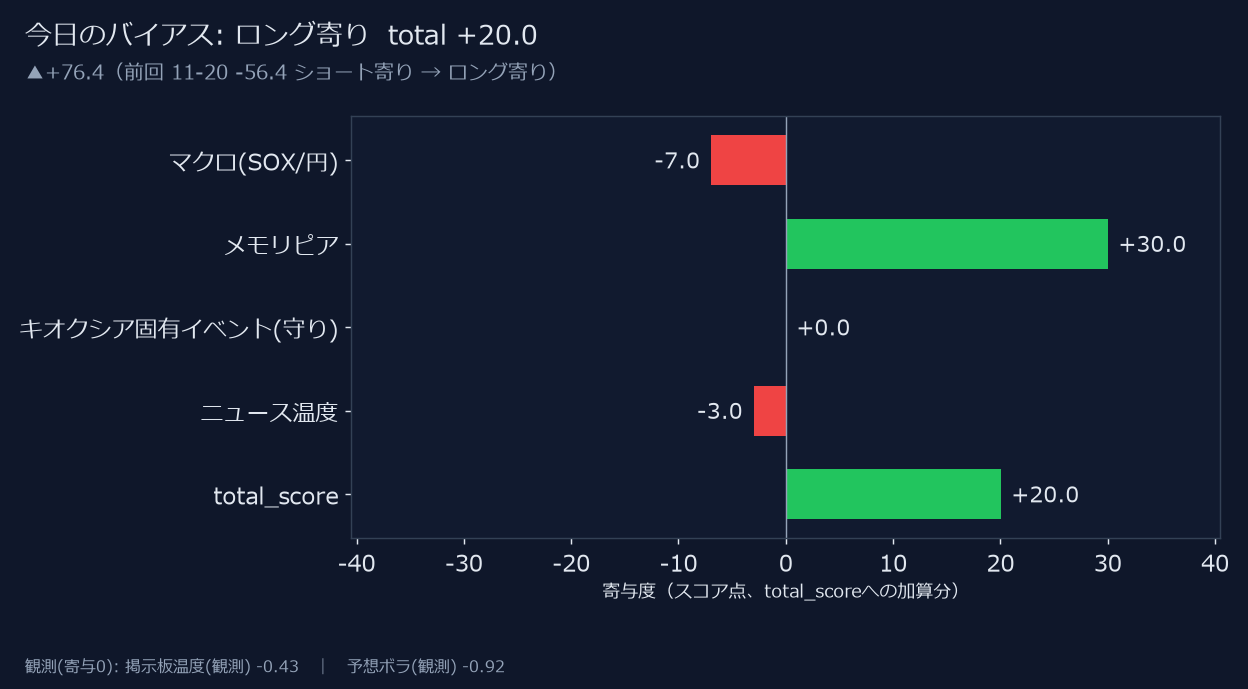 今日のバイアス: ロング寄り  total +20.0
▲+76.4（前回 11-20 -56.4 ショート寄り → ロング寄り）
マクロ(SOX/円)
-7.0
メモリピア
+30.0
キオクシア固有イベント(守り)
+0.0
ニュース温度
-3.0
total_score
+20.0
-40 -30 -20 -10 0 10 20 30 40
寄与度（スコア点、total_scoreへの加算分）
観測(寄与0): 掲示板温度(観測) -0.43 ｜ 予想ボラ(観測) -0.92